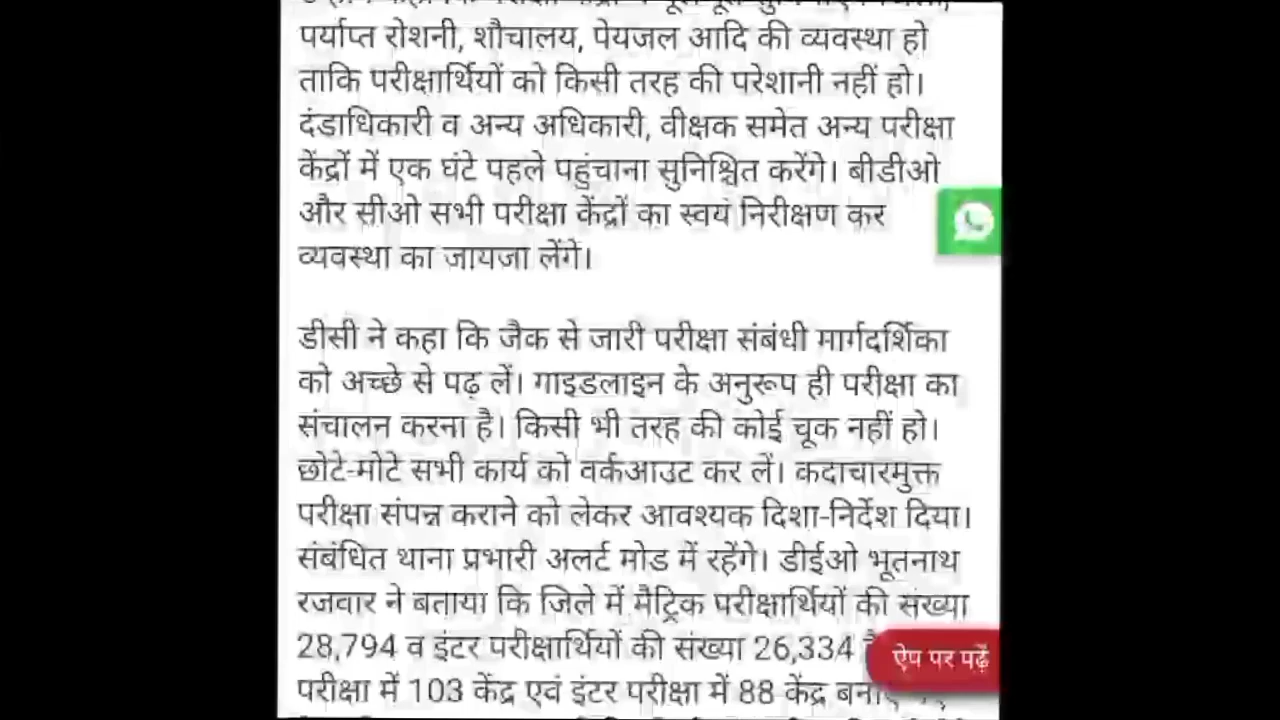 पर्याप्त रोशनी, शौचालय, पेयजल आदि की व्यवस्था हो
ताकि परीक्षार्थियों को किसी तरह की परेशानी नहीं हो।
दंडाधिकारी व अन्य अधिकारी, वीक्षक समेत अन्य परीक्षा
केंद्रों में एक घंटे पहले पहुंचाना सुनिश्चित करेंगे। बीडीओ
और सीओ सभी परीक्षा केंद्रों का स्वयं निरीक्षण कर
व्यवस्था का जायजा लेंगे।
डीसी ने कहा कि जैक से जारी परीक्षा संबंधी मार्गदर्शिका
को अच्छे से पढ़ लें। गाइडलाइन के अनुरूप ही परीक्षा का
संचालन करना है। किसी भी तरह की कोई चूक नहीं हो।
छोटे-मोटे सभी कार्य को वर्कआउट कर लें। कदाचारमुक्त
परीक्षा संपन्न कराने को लेकर आवश्यक दिशा-निर्देश दिया।
संबंधित थाना प्रभारी अलर्ट मोड में रहेंगे। डीईओ भूतनाथ
रजवार ने बताया कि जिले में मैट्रिक परीक्षार्थियों की संख्या
28,794 व इंटर परीक्षार्थियों की संख्या 26,334
ऐप पर पढ़ें
परीक्षा में 103 केंद्र एवं इंटर परीक्षा में 88 केंद्र